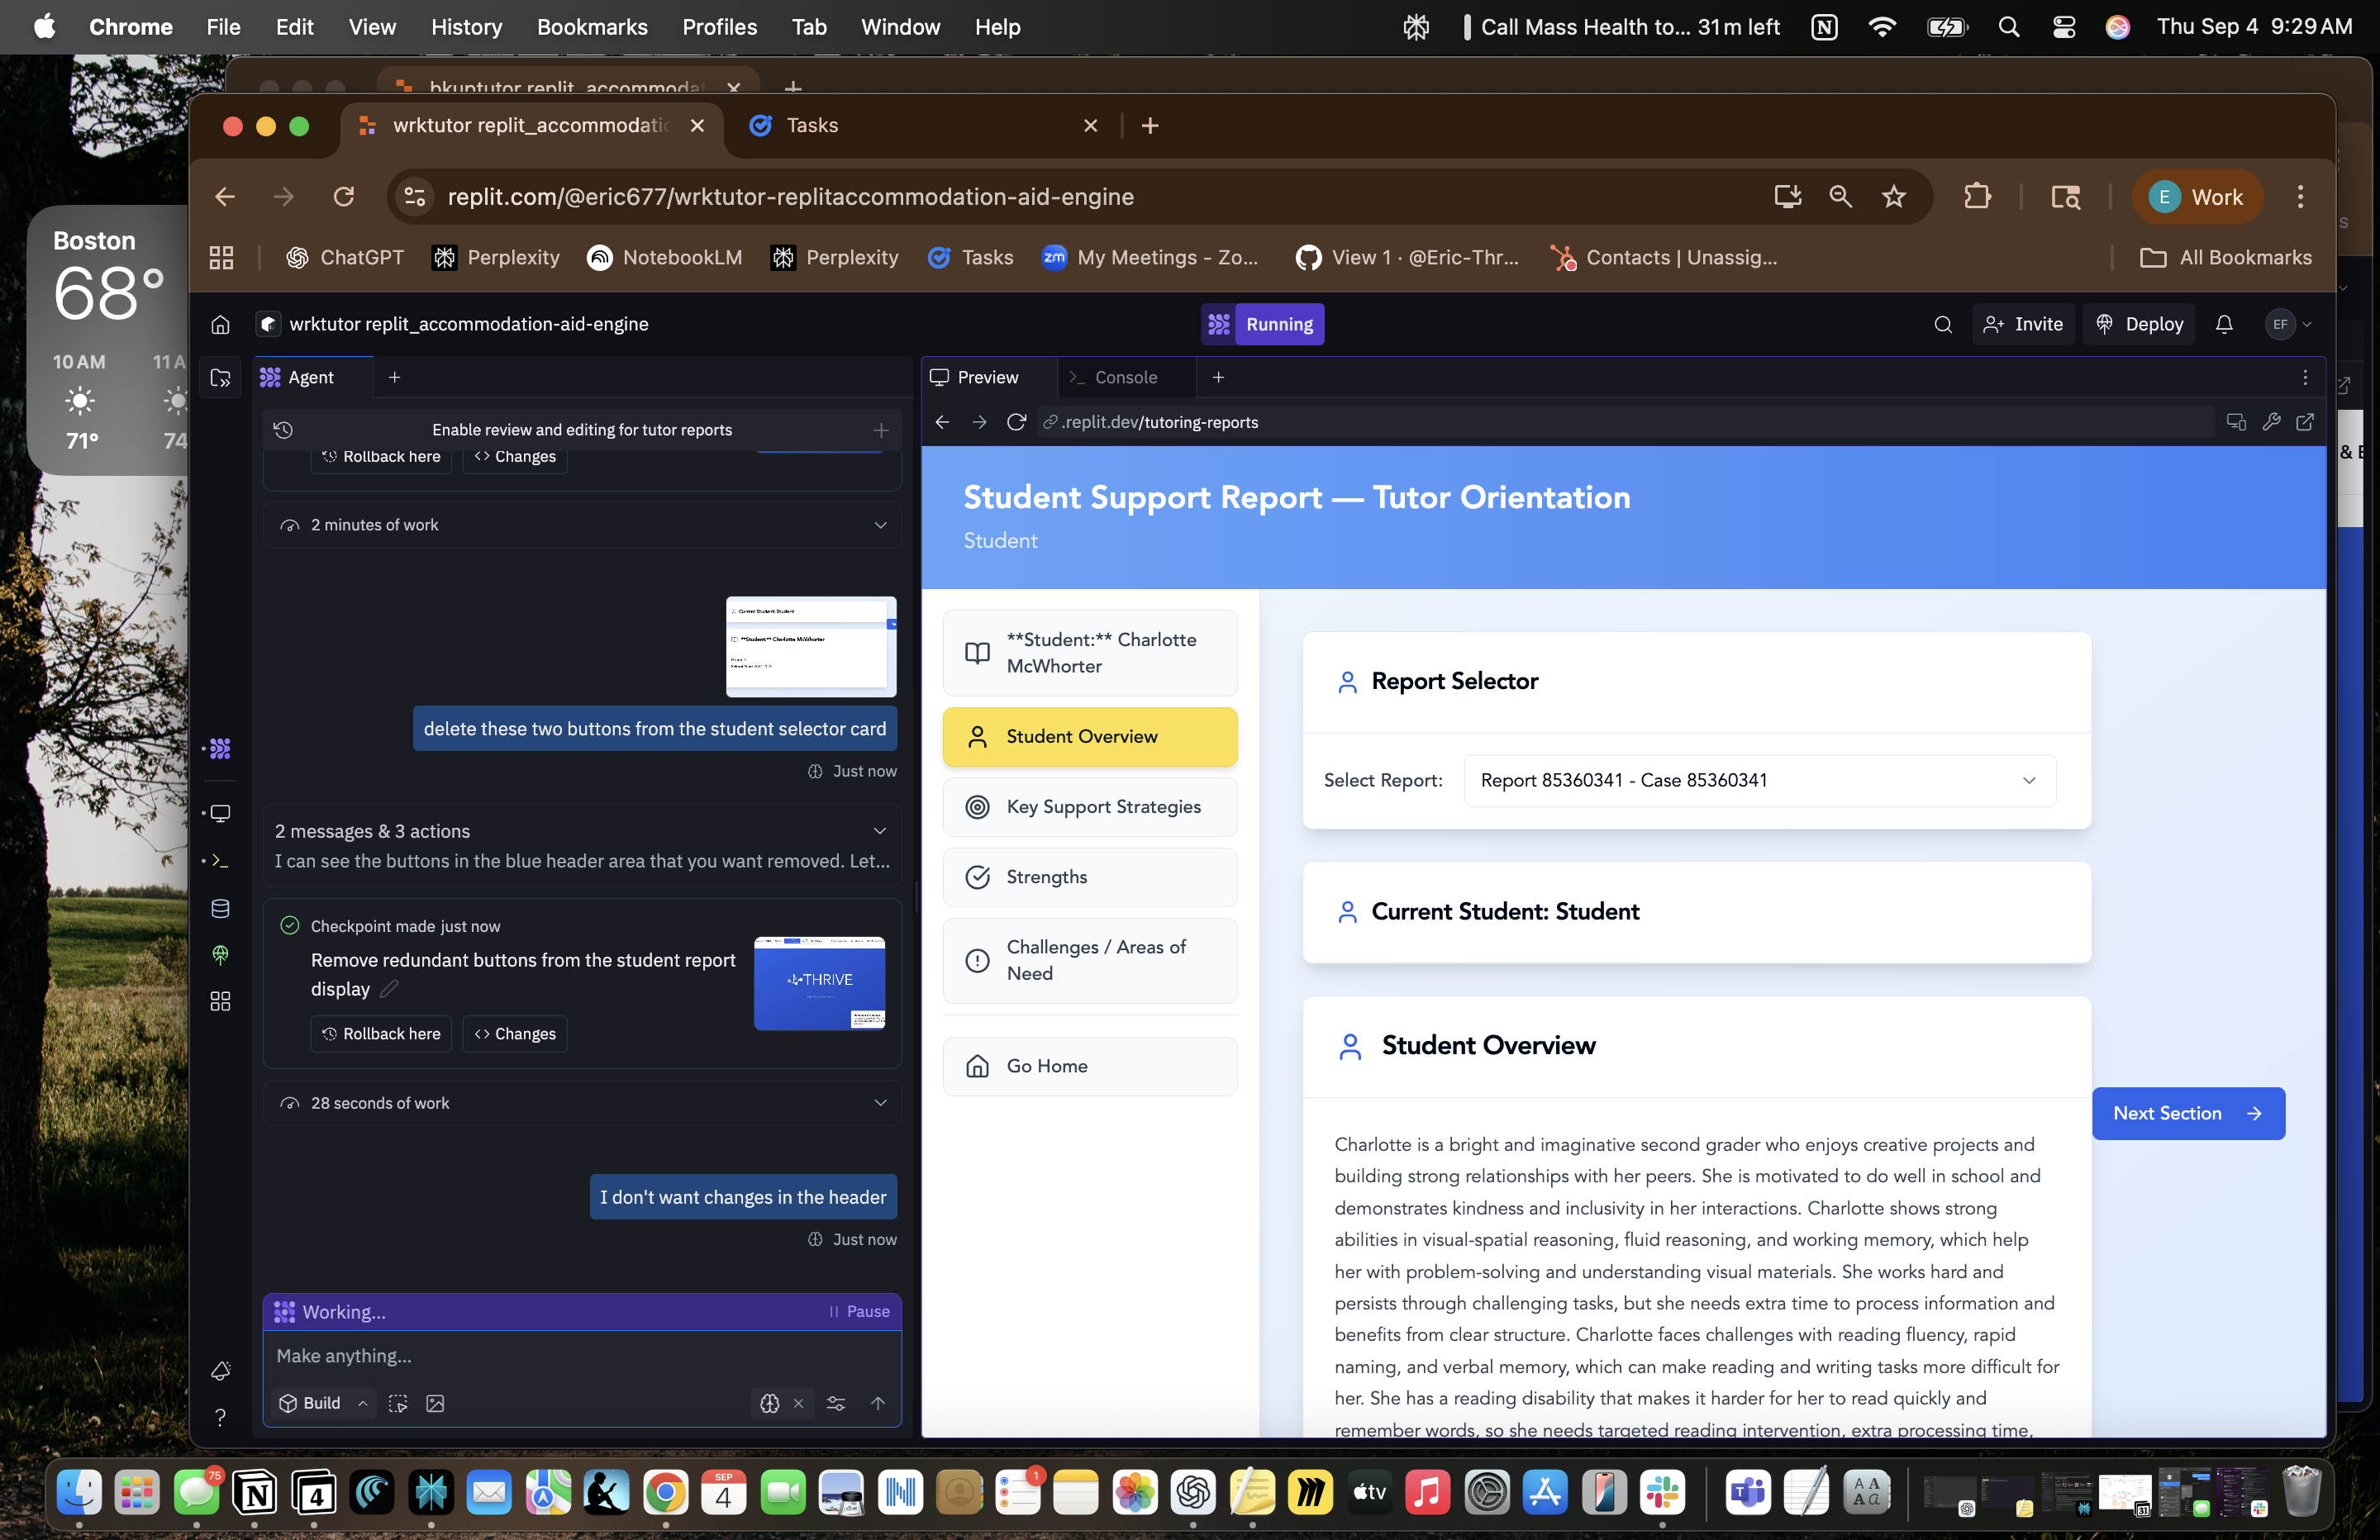 Chrome File Edit View History Bookmarks Profiles Tab Window Help
Call Mass Health to... 31m left
Thu Sep 4 9:29AM
wrktutor replit_accommodatio
Tasks
replit.com/@eric677/wrktutor-replitaccommodation-aid-engine
E Work
ChatGPT
Perplexity
NotebookLM
Perplexity
Tasks
zm My Meetings - Zo...
View 1 · @Eric-Thr...
Contacts | Unassig...
All Bookmarks
Boston
68°
10AM 11A
71° 74
wrktutor replit_accommodation-aid-engine
Running
Invite
Deploy
EF
Agent
Enable review and editing for tutor reports
Rollback here
Changes
2 minutes of work
Current Student: Student
**Student:** Charlotte McWhorter
delete these two buttons from the student selector card
Just now
2 messages & 3 actions
I can see the buttons in the blue header area that you want removed. Let...
Checkpoint made just now
Remove redundant buttons from the student report
display
THRIVE
Rollback here
Changes
28 seconds of work
I don't want changes in the header
Just now
Working...
Pause
Make anything...
Build
?
Preview
Console
.replit.dev/tutoring-reports
Student Support Report — Tutor Orientation
Student
**Student:** Charlotte
McWhorter
Student Overview
Key Support Strategies
Strengths
Challenges / Areas of
Need
Go Home
Report Selector
Select Report:
Report 85360341 - Case 85360341
Current Student: Student
Student Overview
Next Section
Charlotte is a bright and imaginative second grader who enjoys creative projects and
building strong relationships with her peers. She is motivated to do well in school and
demonstrates kindness and inclusivity in her interactions. Charlotte shows strong
abilities in visual-spatial reasoning, fluid reasoning, and working memory, which help
her with problem-solving and understanding visual materials. She works hard and
persists through challenging tasks, but she needs extra time to process information and
benefits from clear structure. Charlotte faces challenges with reading fluency, rapid
naming, and verbal memory, which can make reading and writing tasks more difficult for
her. She has a reading disability that makes it harder for her to read quickly and
remember words, so she needs targeted reading intervention, extra processing time,
75
4
SEP
4
1
tv